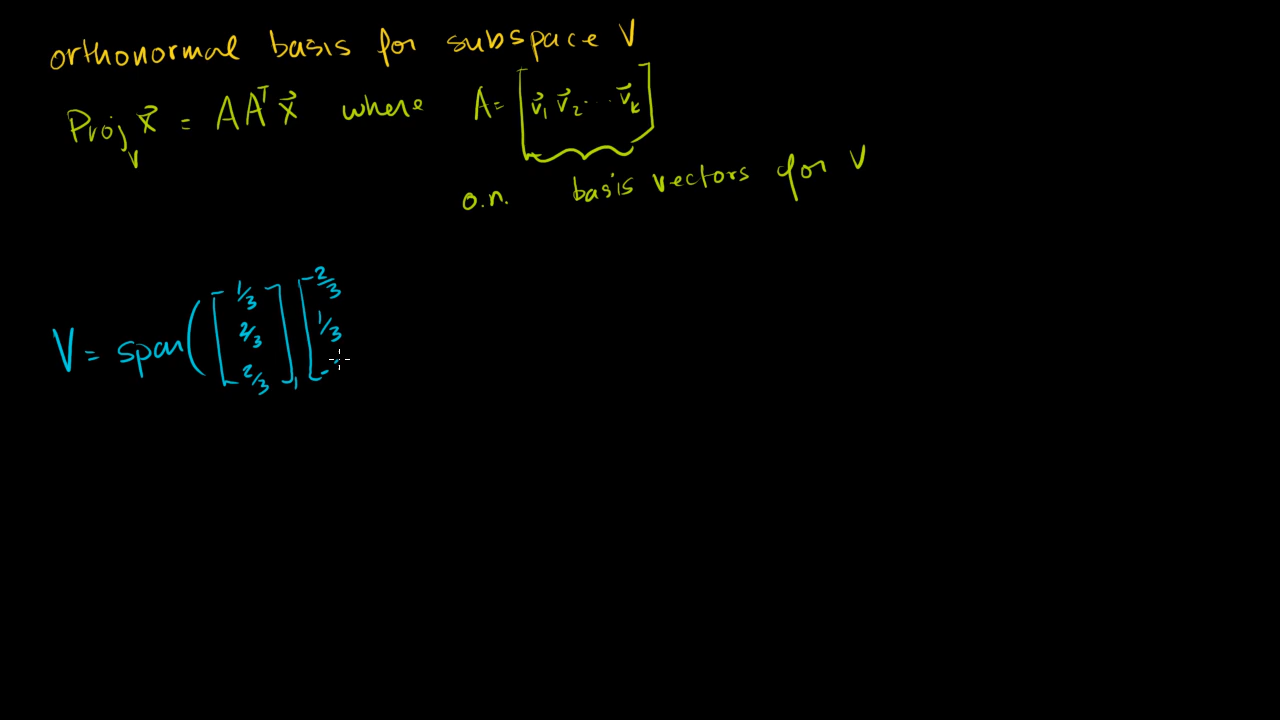 orthonormal basis for subspace V
Proj_V x⃗ = AAᵀx⃗ where A = [v⃗₁ v⃗₂ ... v⃗ₖ]
o.n. basis vectors for V
V = span([1/3 2/3 2/3], [-2/3 1/3 -